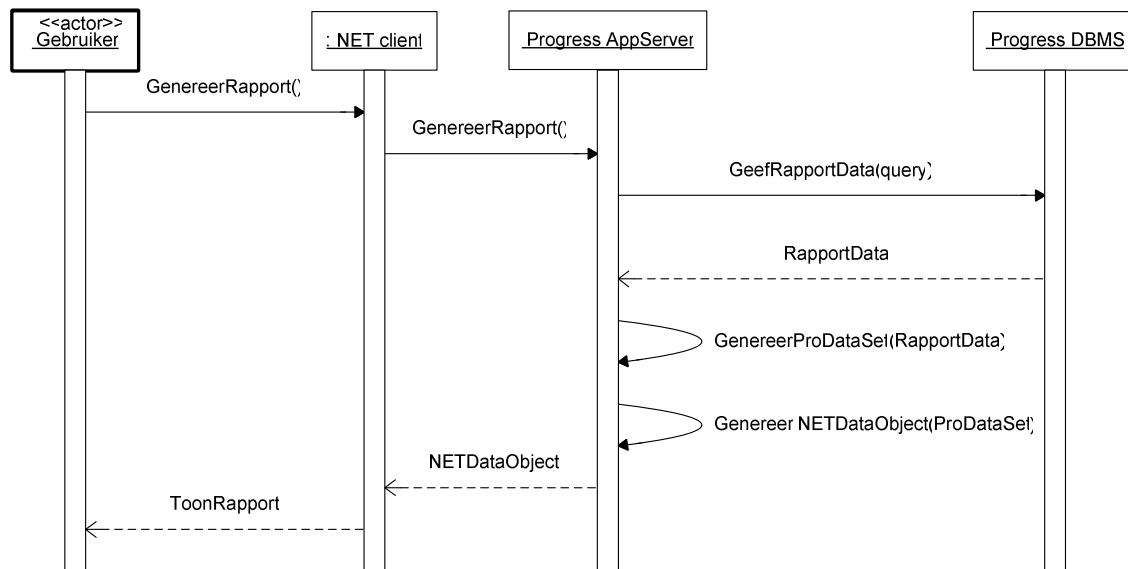 <<actor>>
Gebruiker
: NET client
Progress AppServer
Progress DBMS
GenereerRapport()
GenereerRapport()
GeefRapportData(query)
RapportData
GenereerProDataSet(RapportData)
Genereer NETDataObject(ProDataSet)
NETDataObject
ToonRapport